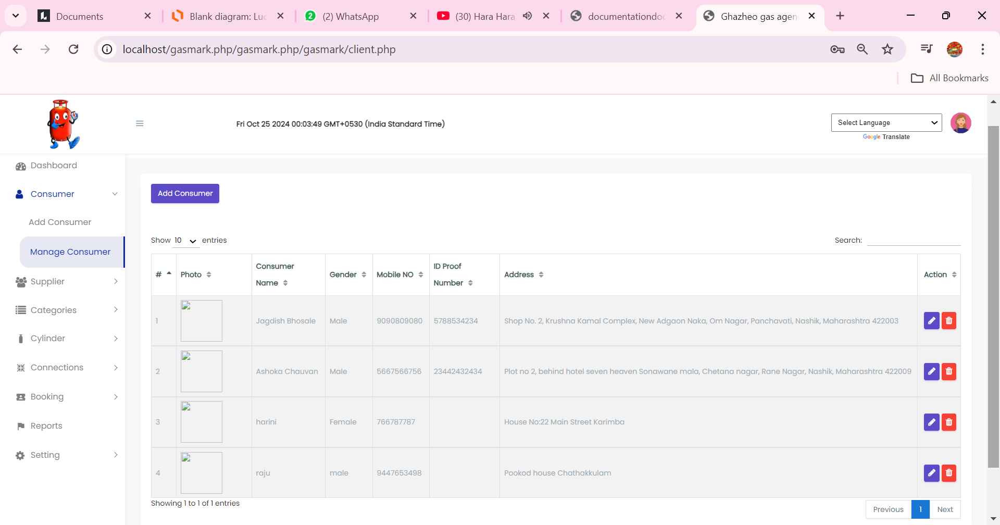 Documents
Blank diagram: Luc
(2) WhatsApp
(30) Hara Hara
documentationdoc
Ghazheo gas agen
localhost/gasmark.php/gasmark.php/gasmark/client.php
All Bookmarks
Fri Oct 25 2024 00:03:49 GMT+0530 (India Standard Time)
Select Language
Google Translate
Dashboard
Consumer
Add Consumer
Manage Consumer
Supplier
Categories
Cylinder
Connections
Booking
Reports
Setting
Add Consumer
Show 10 entries
Search:
# Photo Consumer Name Gender Mobile NO ID Proof Number Address Action
1 Jagdish Bhosale Male 9090809080 5788534234 Shop No. 2, Krushna Kamal Complex, New Adgaon Naka, Om Nagar, Panchavati, Nashik, Maharashtra 422003
2 Ashoka Chauvan Male 5667566756 23442432434 Plot no 2, behind hotel seven heaven Sonawane mala, Chetana nagar, Rane Nagar, Nashik, Maharashtra 422009
3 harini Female 766787787 House No:22 Main Street Karimba
4 raju male 9447653498 Pookod house Chathakkulam
Showing 1 to 1 of 1 entries
Previous 1 Next